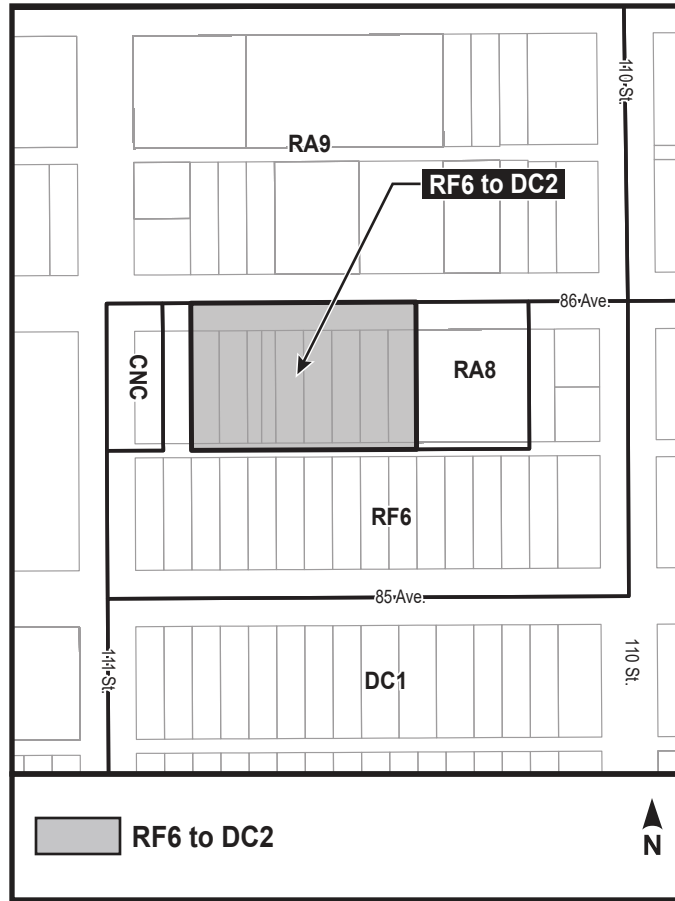 110 St.
RA9
RF6 to DC2
86 Ave.
CNC
RA8
RF6
85 Ave.
111 St.
DC1
110 St.
RF6 to DC2
N